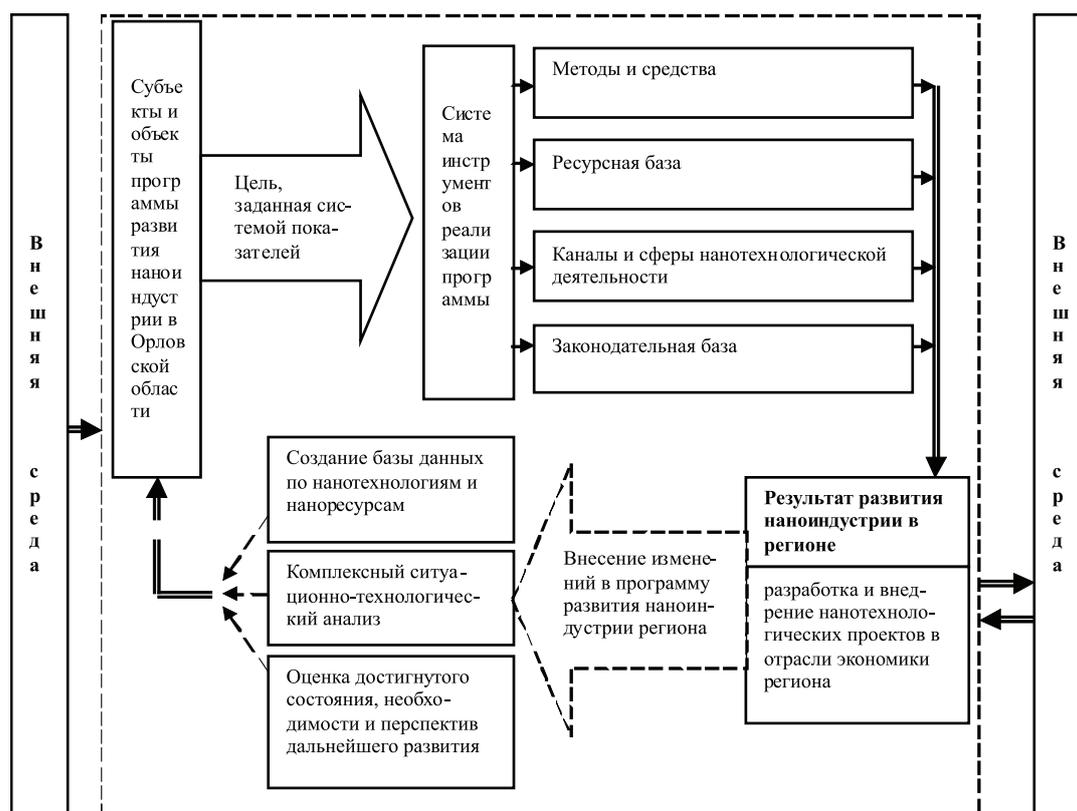 В
н
е
ш
н
я
я
с
р
е
д
а
Субъе
кты и
объек
ты
прогр
аммы
разви
тия
нанои
ндуст
рии в
Орлов
ской
облас
ти
Цель,
заданная сис-
темой пока-
зателей
Систе
ма
инстр
умент
ов
реали
зации
прогр
аммы
Методы и средства
Ресурсная база
Каналы и сферы нанотехнологической
деятельности
Законодательная база
Создание базы данных
по нанотехнологиям и
наноресурсам
Комплексный ситуа-
ционно-технологичес-
кий анализ
Оценка достигнутого
состояния, необхо-
димости и перспектив
дальнейшего развития
Внесение измене-
ний в программу
развития наноин-
дустрии региона
Результат развития
наноиндустрии в
регионе
разработка и внед-
рение нанотехноло-
гических проектов в
отрасли экономики
региона
В
н
е
ш
н
я
я
с
р
е
д
а